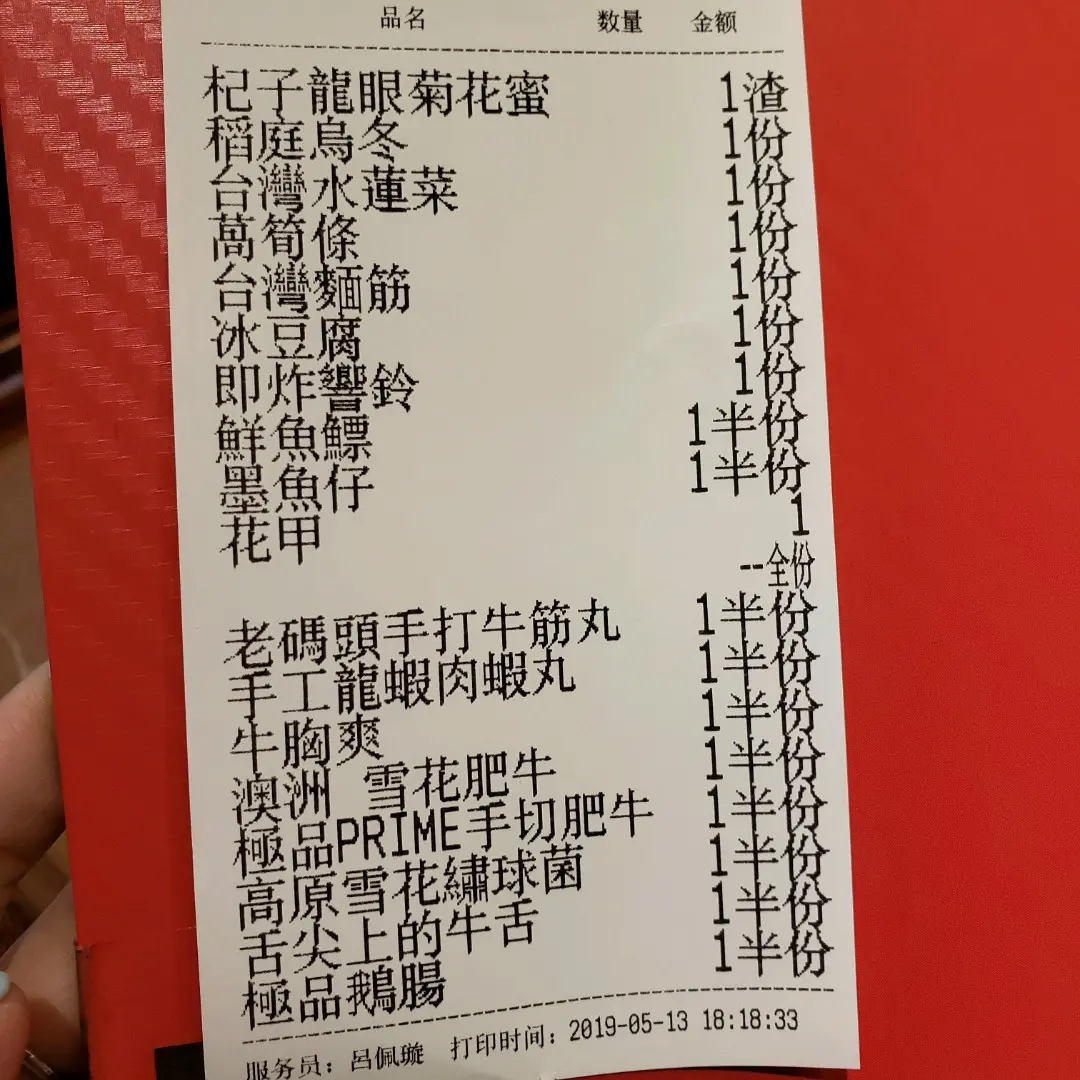 品名 数量 金额
杞子龍眼菊花蜜 1渣
稻庭烏冬 1份
台灣水蓮菜 1份
萵筍條 1份
台灣麵筋 1份
冰豆腐 1份
即炸響鈴 1份
鮮魚鰾 1半份
墨魚仔 1半份
花甲 1
--全份
老碼頭手打牛筋丸 1半份
手工龍蝦肉蝦丸 1半份
牛胸爽 1半份
澳洲 雪花肥牛 1半份
極品PRIME手切肥牛 1半份
高原雪花繡球菌 1半份
舌尖上的牛舌 1半份
極品鵝腸 1半份
服务员：呂佩璇 打印时间：2019-05-13 18:18:33